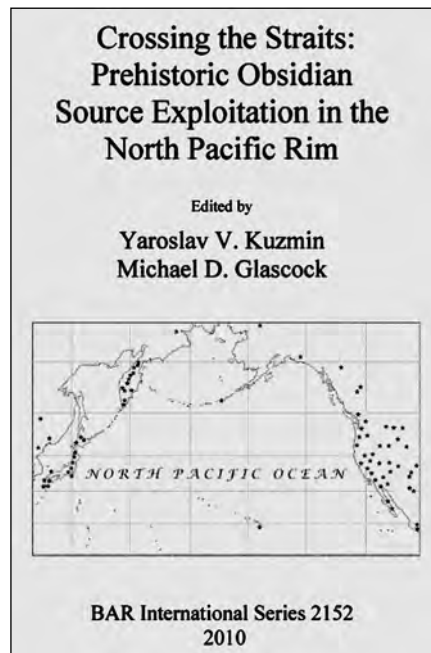 Crossing the Straits:
Prehistoric Obsidian
Source Exploitation in the
North Pacific Rim
Edited by
Yaroslav V. Kuzmin
Michael D. Glascock
NORTH PACIFIC OCEAN
BAR International Series 2152
2010